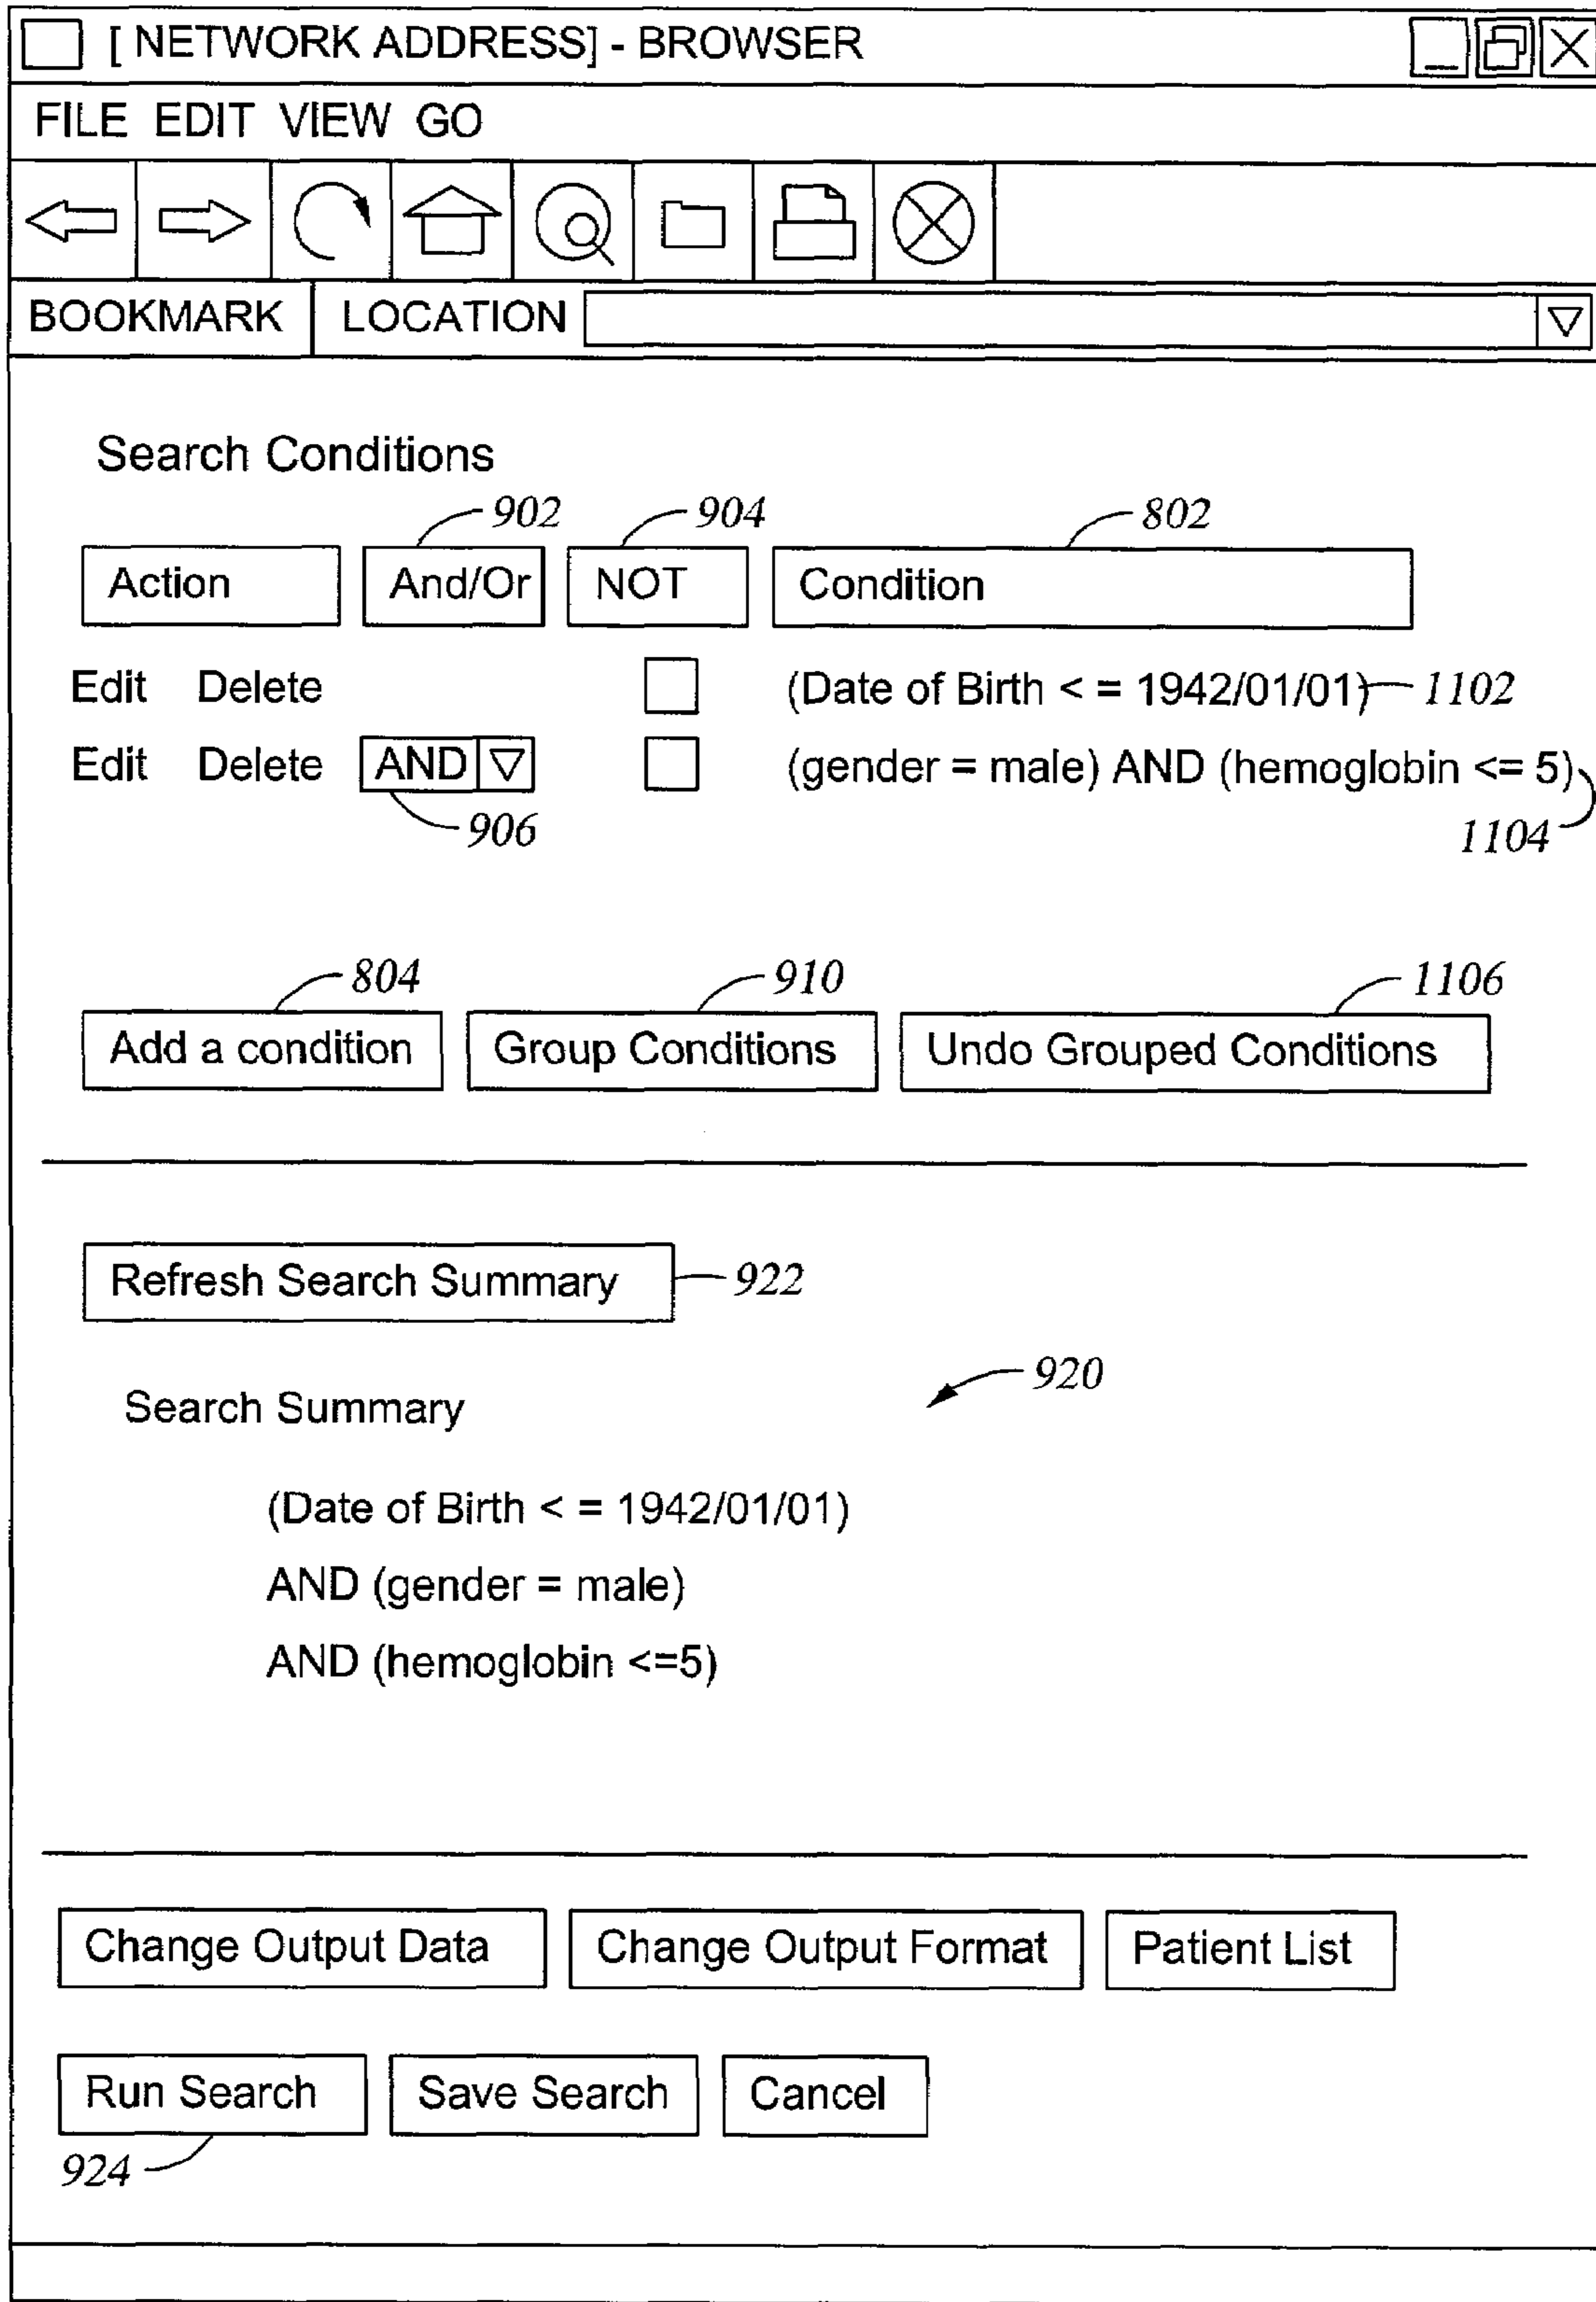 [ NETWORK ADDRESS] - BROWSER
FILE EDIT VIEW GO
BOOKMARK LOCATION
Search Conditions
902 904 802
Action And/Or NOT Condition
Edit Delete (Date of Birth < = 1942/01/01) 1102
Edit Delete AND (gender = male) AND (hemoglobin <= 5)
906 1104
804 910 1106
Add a condition Group Conditions Undo Grouped Conditions
Refresh Search Summary 922
920
Search Summary
(Date of Birth < = 1942/01/01)
AND (gender = male)
AND (hemoglobin <=5)
Change Output Data Change Output Format Patient List
Run Search Save Search Cancel
924